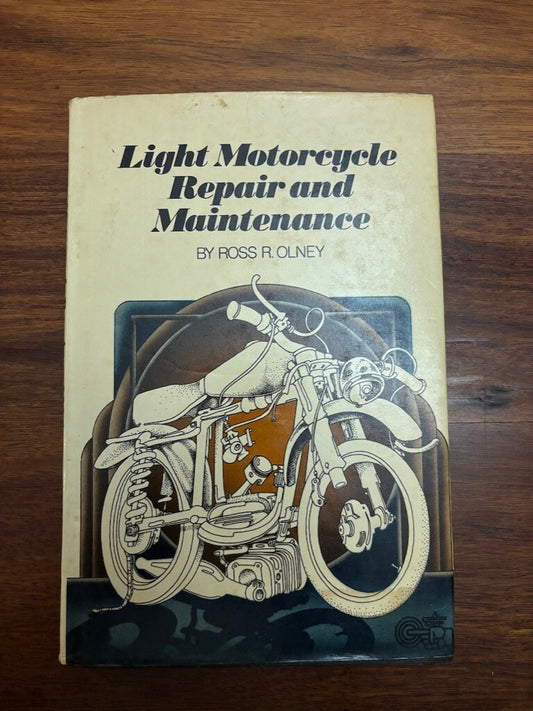 Light Motorcycle
Repair and
Maintenance
BY ROSS R. OLNEY